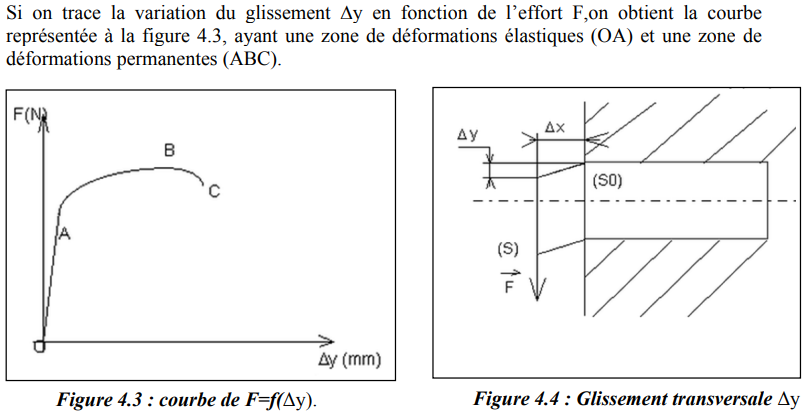 Si on trace la variation du glissement Δy en fonction de l'effort F,on obtient la courbe
représentée à la figure 4.3, ayant une zone de déformations élastiques (OA) et une zone de
déformations permanentes (ABC).
F(N)
B
C
A
O
Δy (mm)
Δy
Δx
(S0)
(S)
F
Figure 4.3 : courbe de F=f(Δy).
Figure 4.4 : Glissement transversale Δy